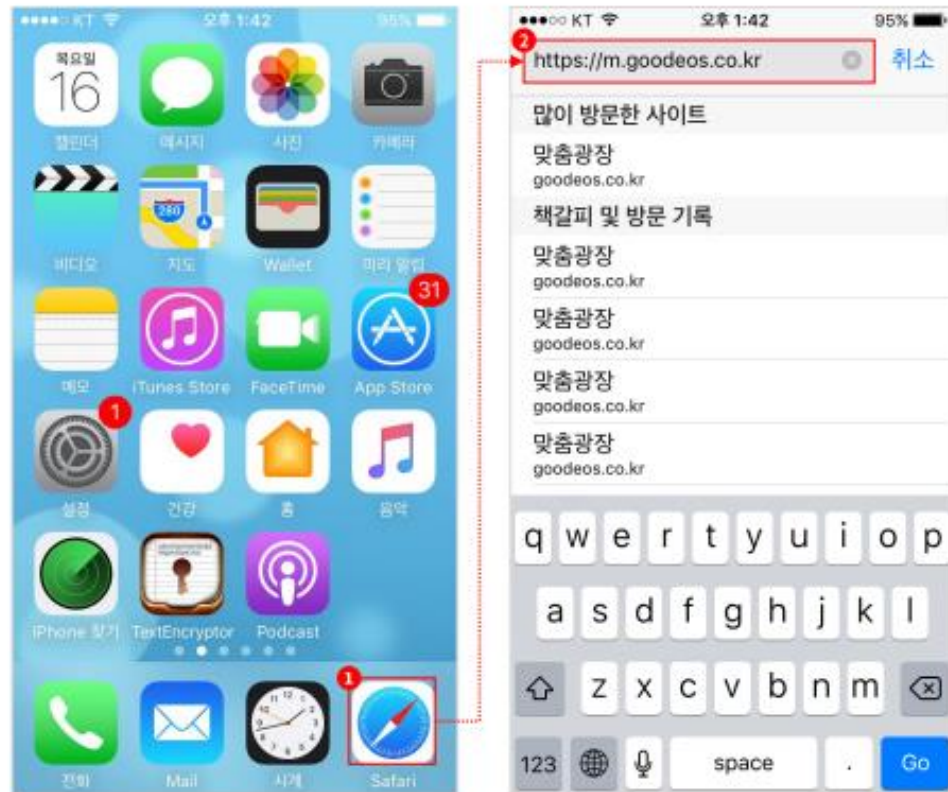 ●●●○○ KT 오후 1:42 95%
목요일
16
캘린더 메시지 사진 카메라
280
비디오 지도 Wallet 미리 알림
31
메모 iTunes Store FaceTime App Store
1
설정 건강 홈 음악
iPhone 찾기 TextEncryptor Podcast
1
전화 Mail 시계 Safari
●●●○○ KT 오후 1:42 95%
2
https://m.goodeos.co.kr 취소
많이 방문한 사이트
맞춤광장
goodeos.co.kr
책갈피 및 방문 기록
맞춤광장
goodeos.co.kr
맞춤광장
goodeos.co.kr
맞춤광장
goodeos.co.kr
맞춤광장
goodeos.co.kr
q w e r t y u i o p
a s d f g h j k l
z x c v b n m
123 space . Go